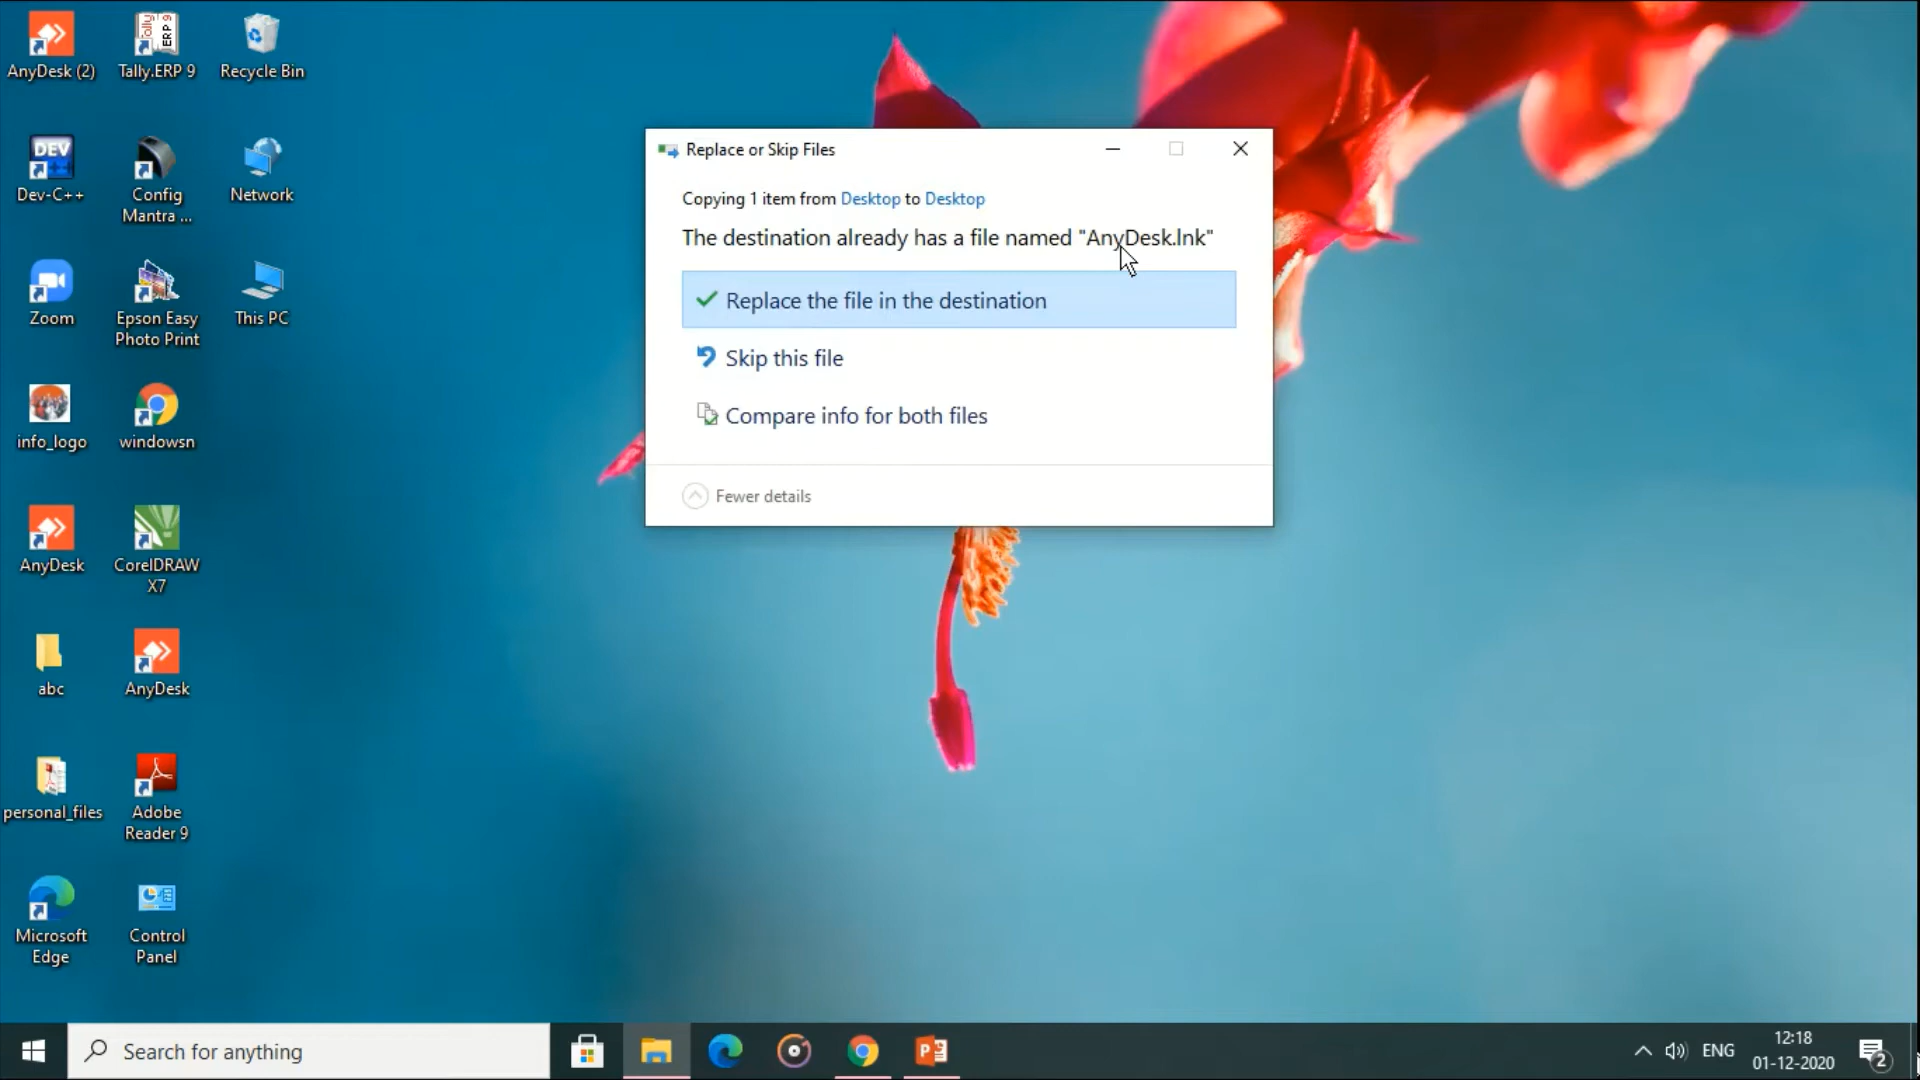 AnyDesk (2)
Tally.ERP 9
Recycle Bin
Dev-C++
Config
Mantra ...
Network
Zoom
Epson Easy
Photo Print
This PC
info_logo
windowsn
AnyDesk
CorelDRAW
X7
abc
AnyDesk
personal_files
Adobe
Reader 9
Microsoft
Edge
Control
Panel
DEV
Tally
ERP 9
Replace or Skip Files
Copying 1 item from Desktop to Desktop
The destination already has a file named "AnyDesk.lnk"
Replace the file in the destination
Skip this file
Compare info for both files
Fewer details
Search for anything
ENG
12:18
01-12-2020
2